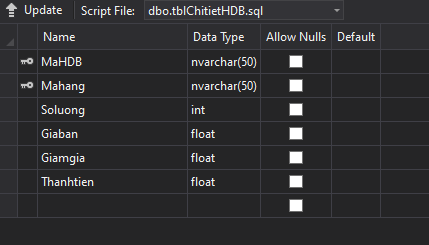 Update Script File: dbo.tblChitietHDB.sql
Name Data Type Allow Nulls Default
MaHDB nvarchar(50)
Mahang nvarchar(50)
Soluong int
Giaban float
Giamgia float
Thanhtien float